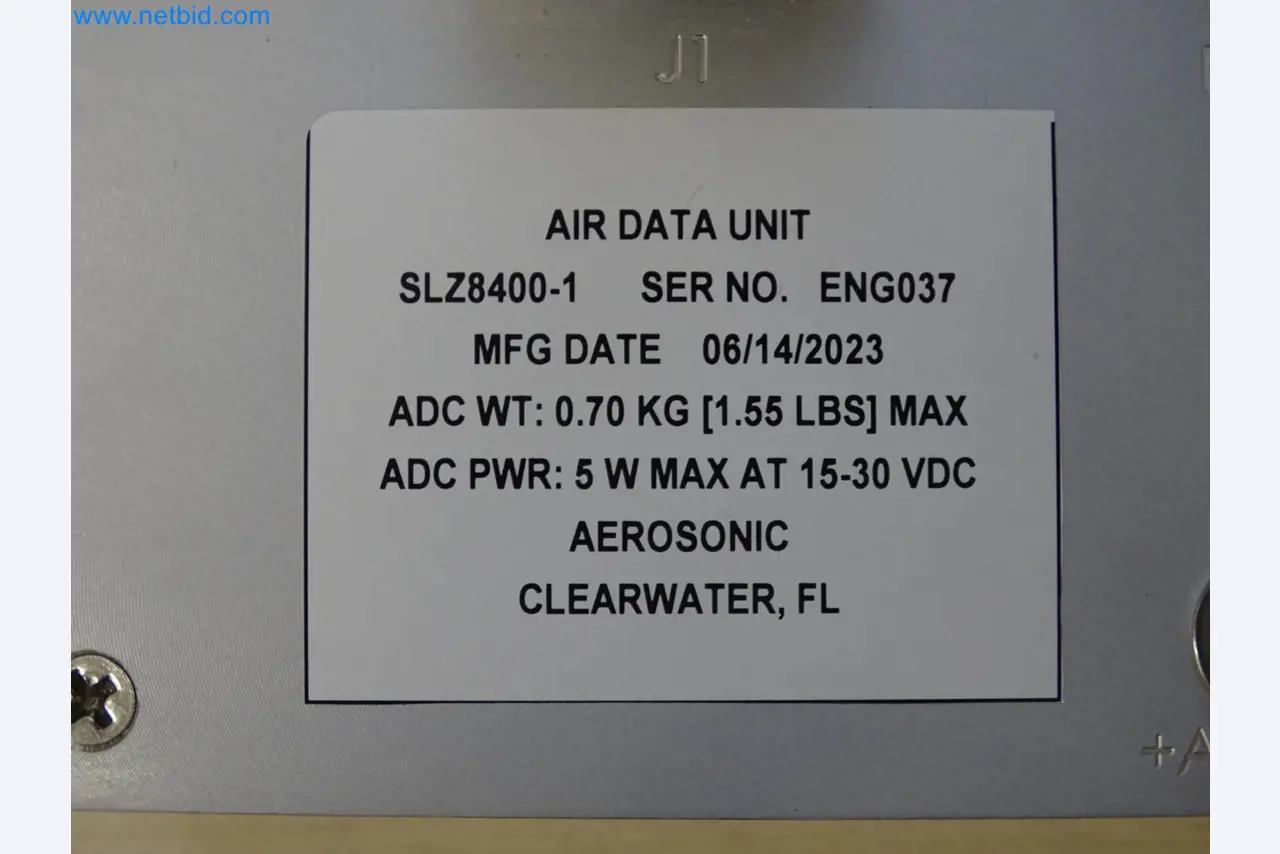 www.netbid.com
J1
AIR DATA UNIT
SLZ8400-1 SER NO. ENG037
MFG DATE 06/14/2023
ADC WT: 0.70 KG [1.55 LBS] MAX
ADC PWR: 5 W MAX AT 15-30 VDC
AEROSONIC
CLEARWATER, FL